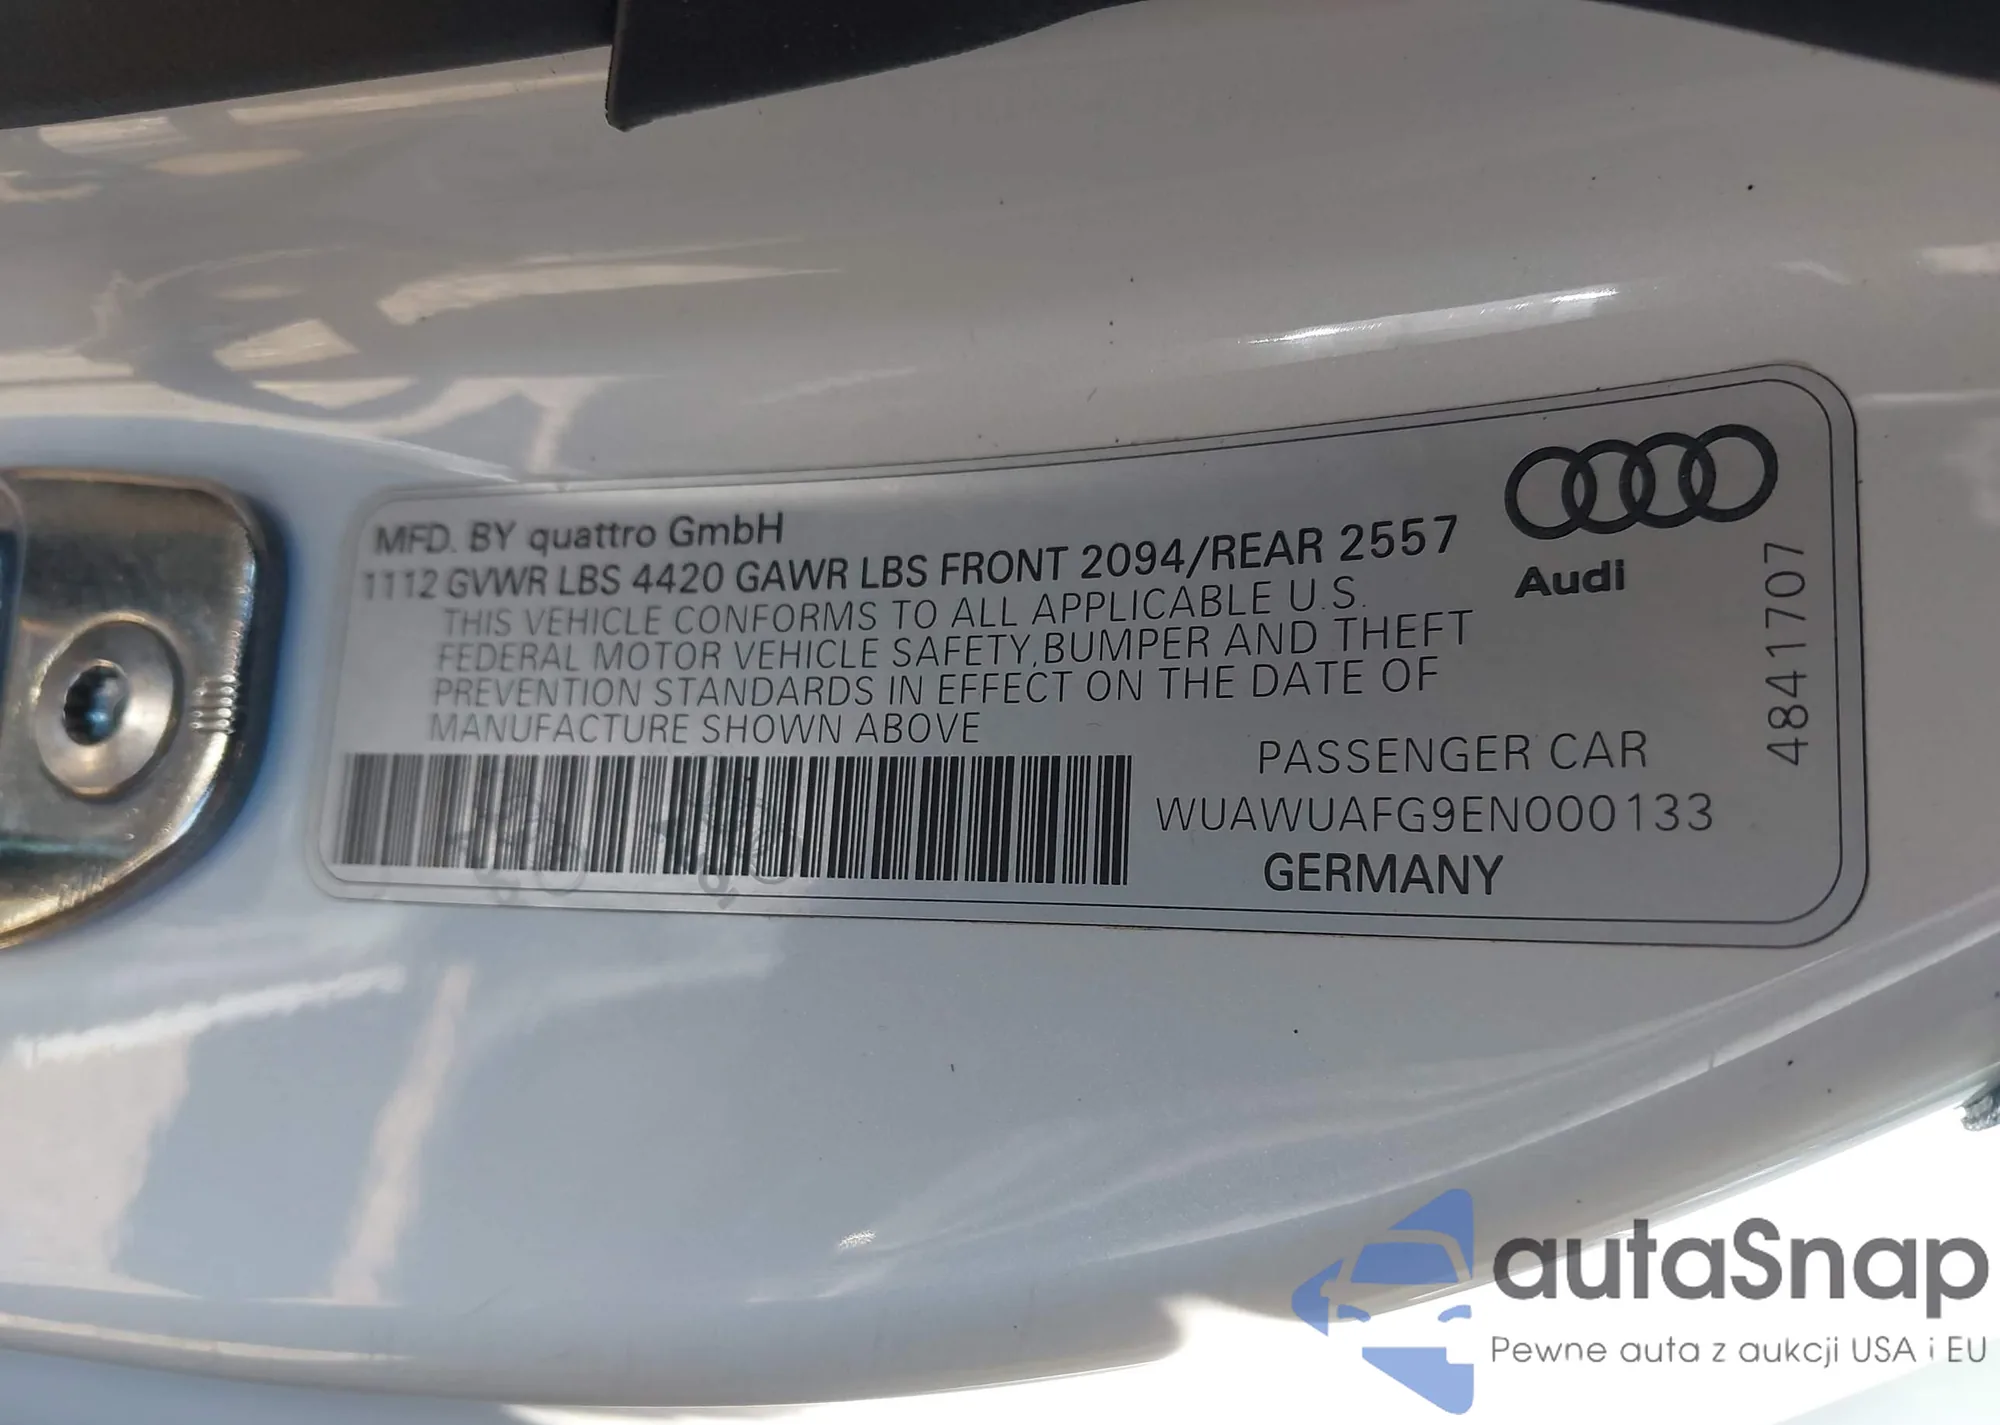 MFD. BY quattro GmbH
1112 GVWR LBS 4420 GAWR LBS FRONT 2094/REAR 2557
THIS VEHICLE CONFORMS TO ALL APPLICABLE U.S.
FEDERAL MOTOR VEHICLE SAFETY,BUMPER AND THEFT
PREVENTION STANDARDS IN EFFECT ON THE DATE OF
MANUFACTURE SHOWN ABOVE
Audi
4841707
PASSENGER CAR
WUAWUAFG9EN000133
GERMANY
autaSnap
Pewne auta z aukcji USA i EU